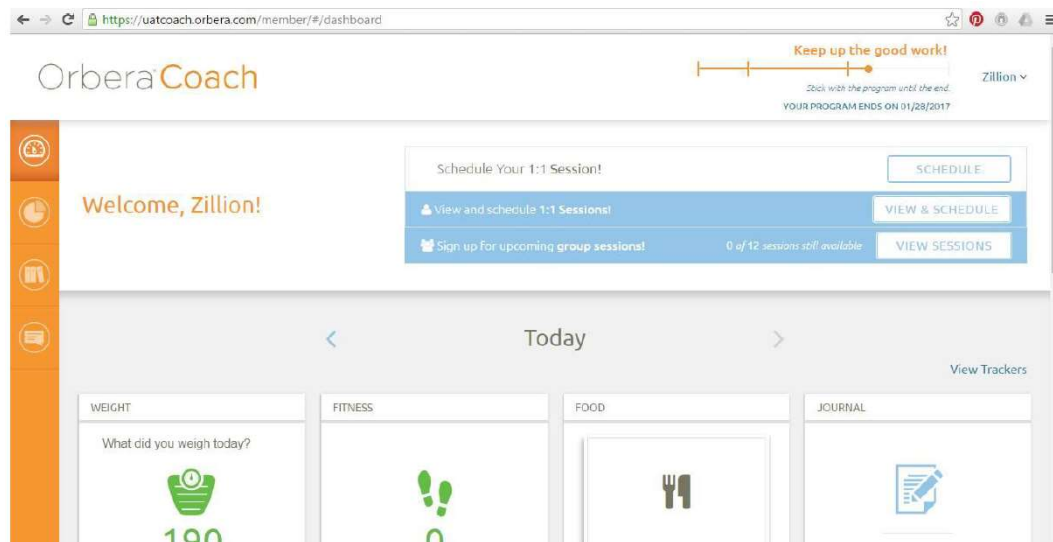 https://uatcoach.orbera.com/member/#/dashboard
Orbera Coach
Keep up the good work!
Stick with the program until the end.
YOUR PROGRAM ENDS ON 01/28/2017
Zillion
Welcome, Zillion!
Schedule Your 1:1 Session!
SCHEDULE
View and schedule 1:1 Sessions!
VIEW & SCHEDULE
Sign up for upcoming group sessions!
0 of 12 sessions still available
VIEW SESSIONS
Today
View Trackers
WEIGHT
FITNESS
FOOD
JOURNAL
What did you weigh today?
190
0